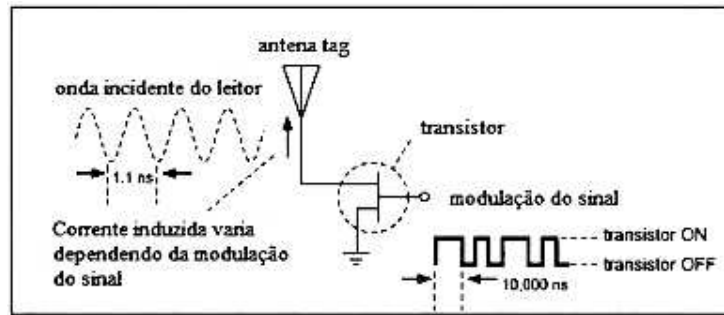 antena tag
onda incidente do leitor
transistor
1.1 ns
modulação do sinal
Corrente induzida varia
dependendo da modulação
do sinal
transistor ON
transistor OFF
10,000 ns